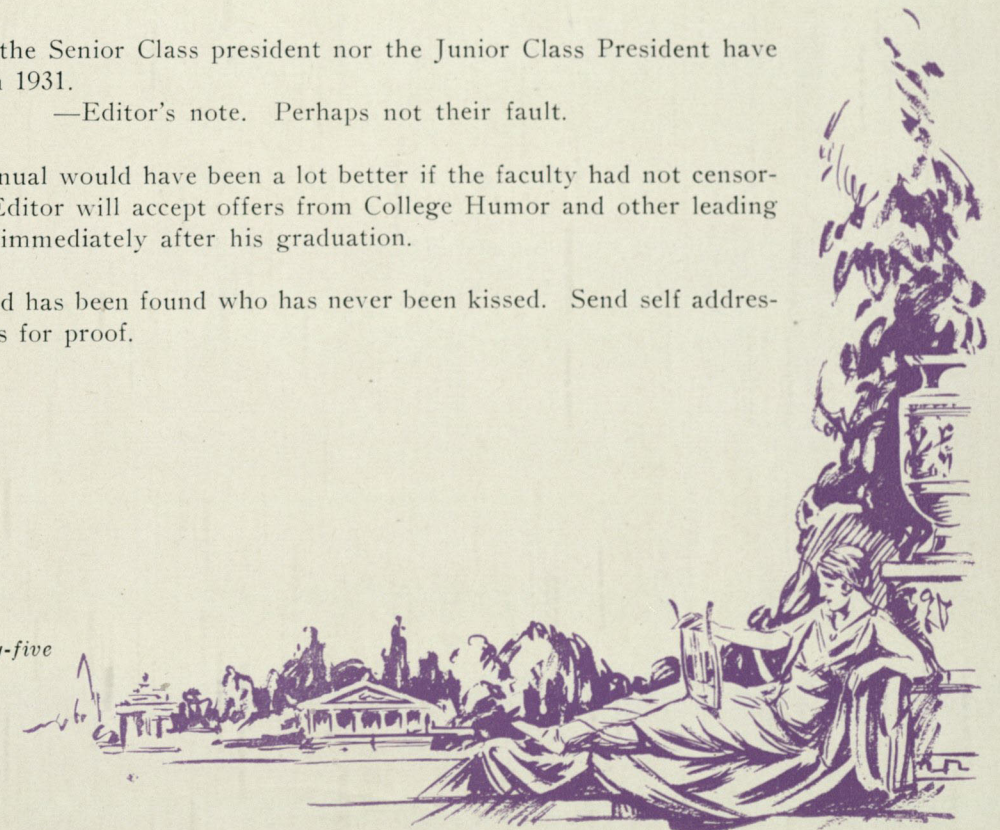 the Senior Class president nor the Junior Class President have
1931.
—Editor's note. Perhaps not their fault.
nual would have been a lot better if the faculty had not censor-
Editor will accept offers from College Humor and other leading
immediately after his graduation.
d has been found who has never been kissed. Send self addres-
s for proof.
-five